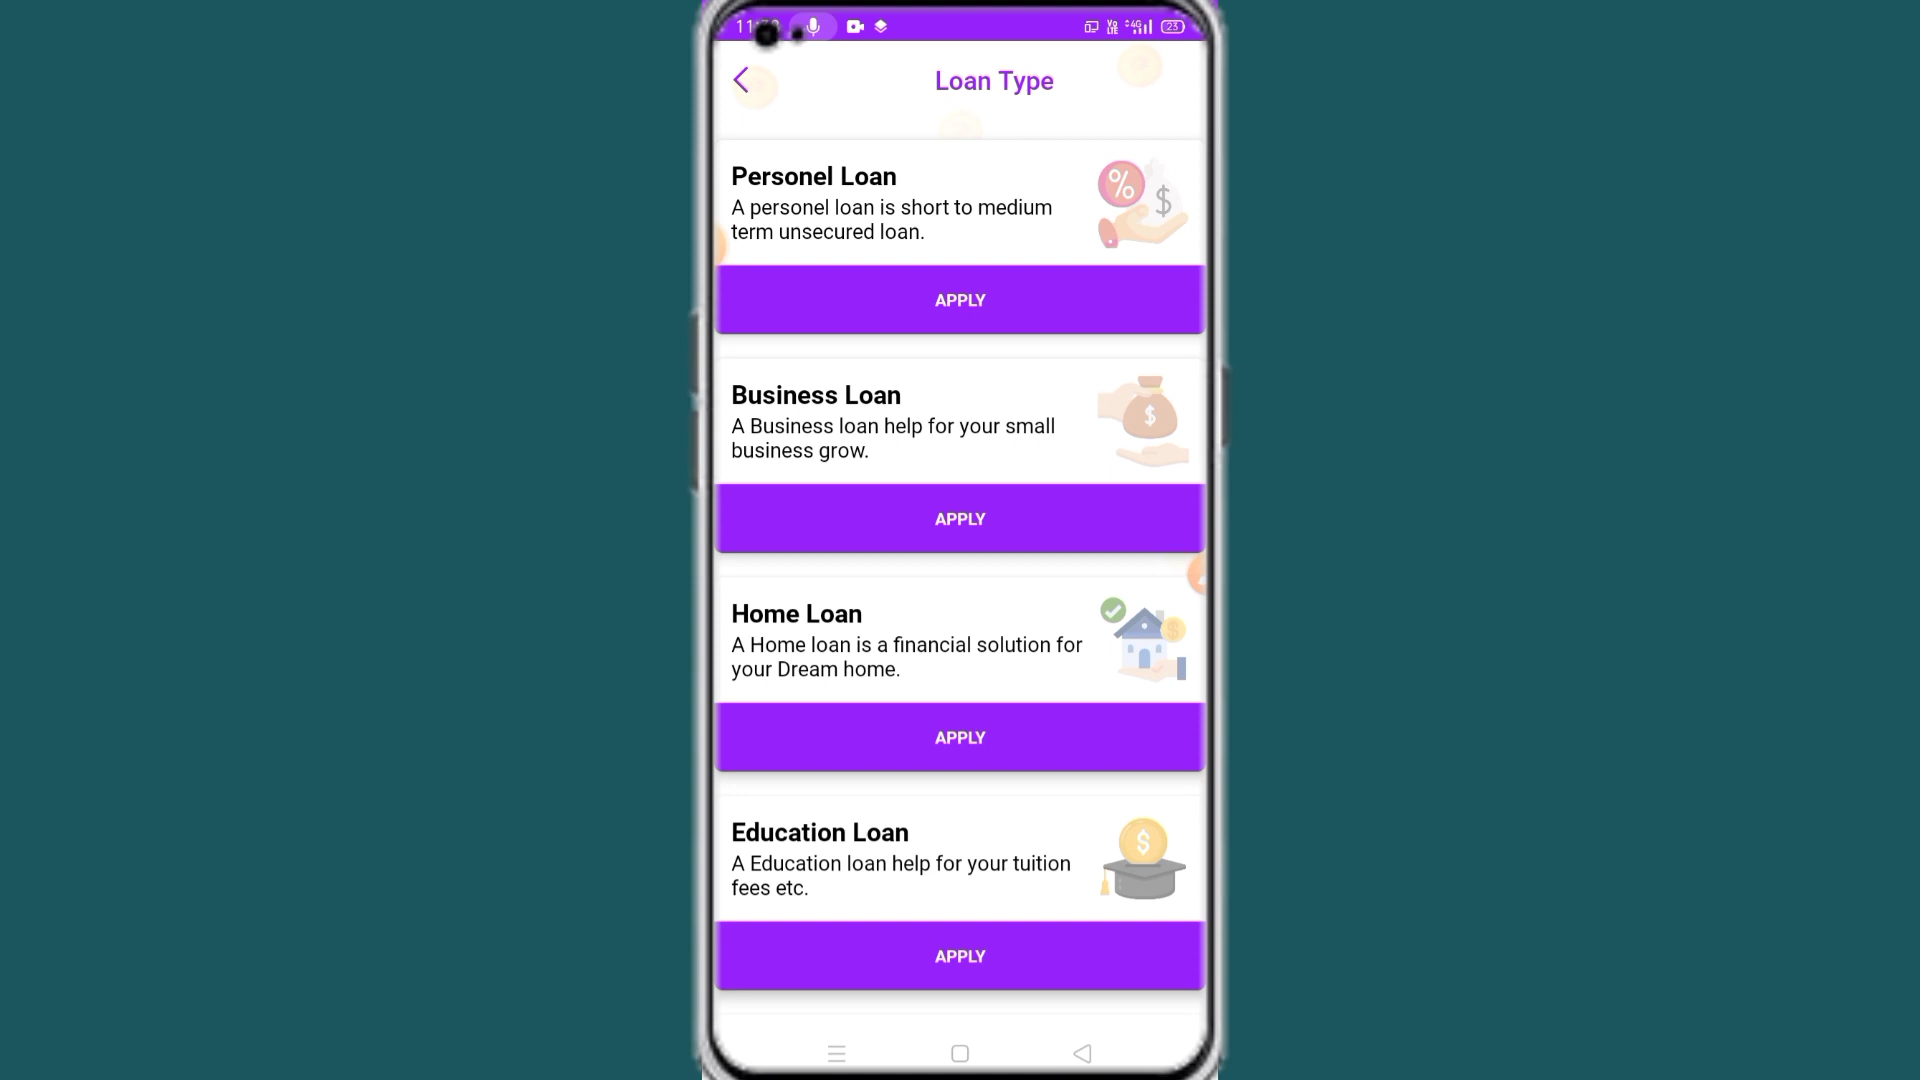 Loan Type
Personel Loan
A personel loan is short to medium
term unsecured loan.
%
$
APPLY
Business Loan
A Business loan help for your small
business grow.
$
APPLY
Home Loan
A Home loan is a financial solution for
your Dream home.
$
APPLY
Education Loan
A Education loan help for your tuition
fees etc.
$
APPLY
4G
23